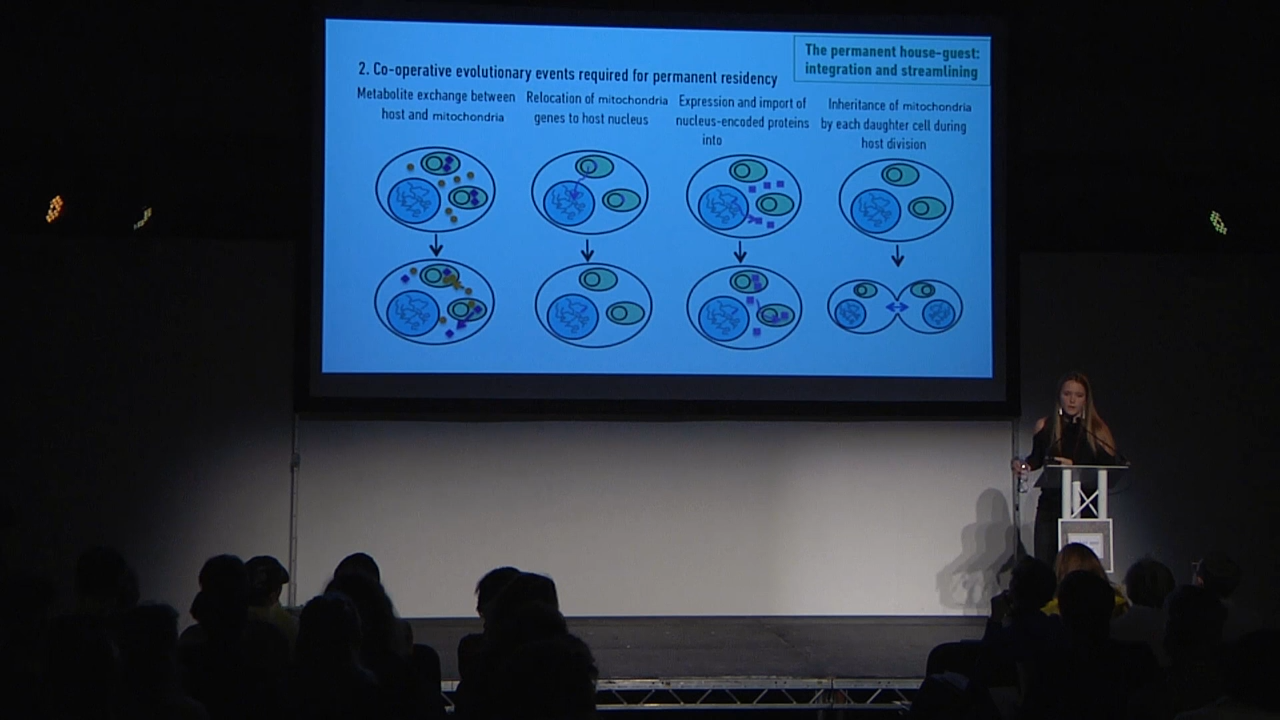 The permanent house-guest:
integration and streamlining
2. Co-operative evolutionary events required for permanent residency
Metabolite exchange between
host and mitochondria
Relocation of mitochondria
genes to host nucleus
Expression and import of
nucleus-encoded proteins
into
Inheritance of mitochondria
by each daughter cell during
host division